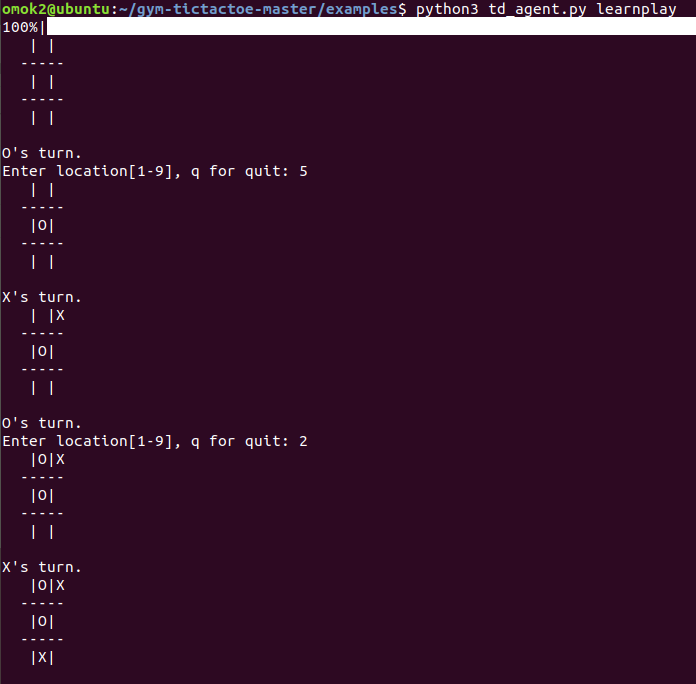 omok2@ubuntu:~/gym-tictactoe-master/examples$ python3 td_agent.py learnplay
100%|
   | |
  -----
   | |
  -----
   | |

O's turn.
Enter location[1-9], q for quit: 5
   | |
  -----
   |O|
  -----
   | |

X's turn.
   | |X
  -----
   |O|
  -----
   | |

O's turn.
Enter location[1-9], q for quit: 2
   |O|X
  -----
   |O|
  -----
   | |

X's turn.
   |O|X
  -----
   |O|
  -----
   |X|